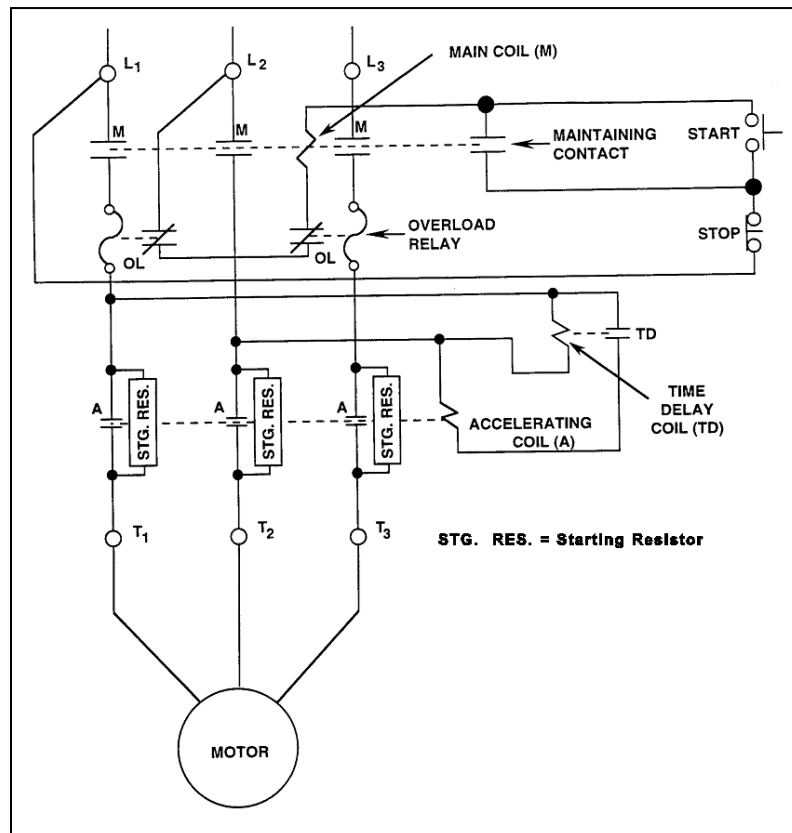 L1
L2
L3
MAIN COIL (M)
M
M
M
MAINTAINING
CONTACT
START
OL
OL
OVERLOAD
RELAY
STOP
TD
TIME
DELAY
COIL (TD)
A
STG. RES.
A
STG. RES.
A
STG. RES.
ACCELERATING
COIL (A)
T1
T2
T3
STG. RES. = Starting Resistor
MOTOR